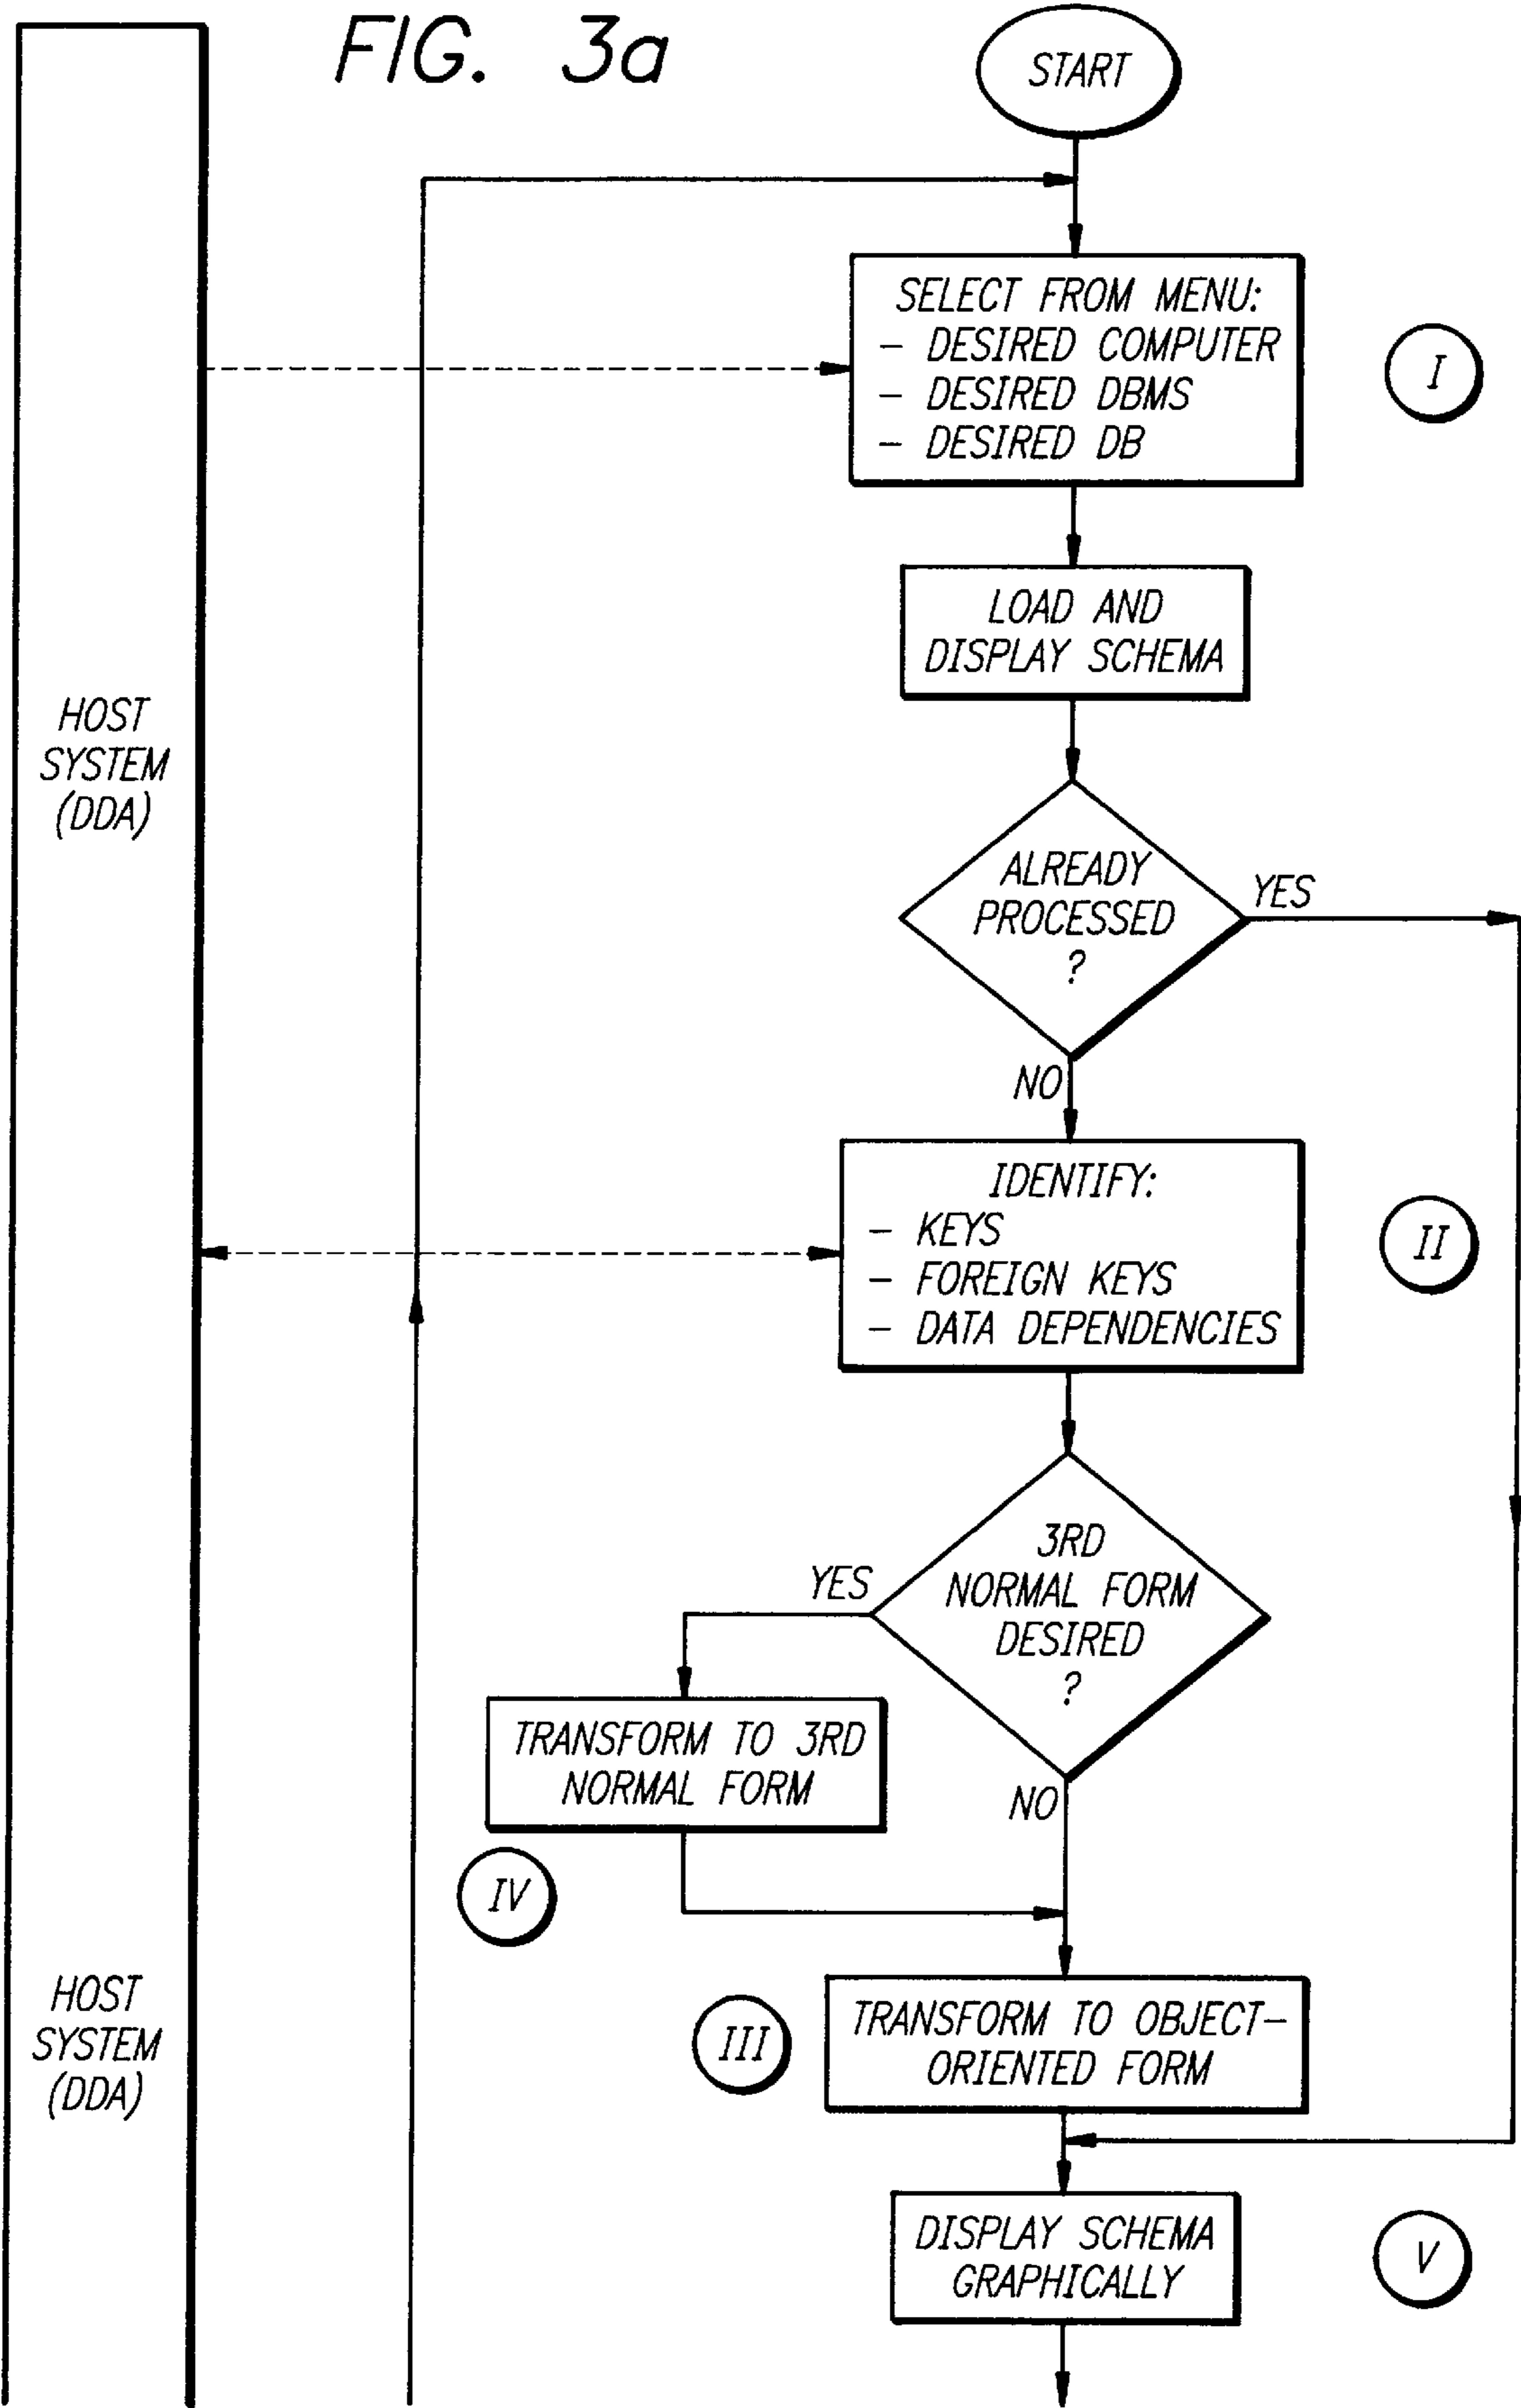 FIG. 3a
START
SELECT FROM MENU:
- DESIRED COMPUTER
- DESIRED DBMS
- DESIRED DB
I
LOAD AND
DISPLAY SCHEMA
HOST
SYSTEM
(DDA)
ALREADY
PROCESSED
?
YES
NO
IDENTIFY:
- KEYS
- FOREIGN KEYS
- DATA DEPENDENCIES
II
3RD
NORMAL FORM
DESIRED
?
YES
NO
TRANSFORM TO 3RD
NORMAL FORM
IV
HOST
SYSTEM
(DDA)
III
TRANSFORM TO OBJECT-
ORIENTED FORM
DISPLAY SCHEMA
GRAPHICALLY
V